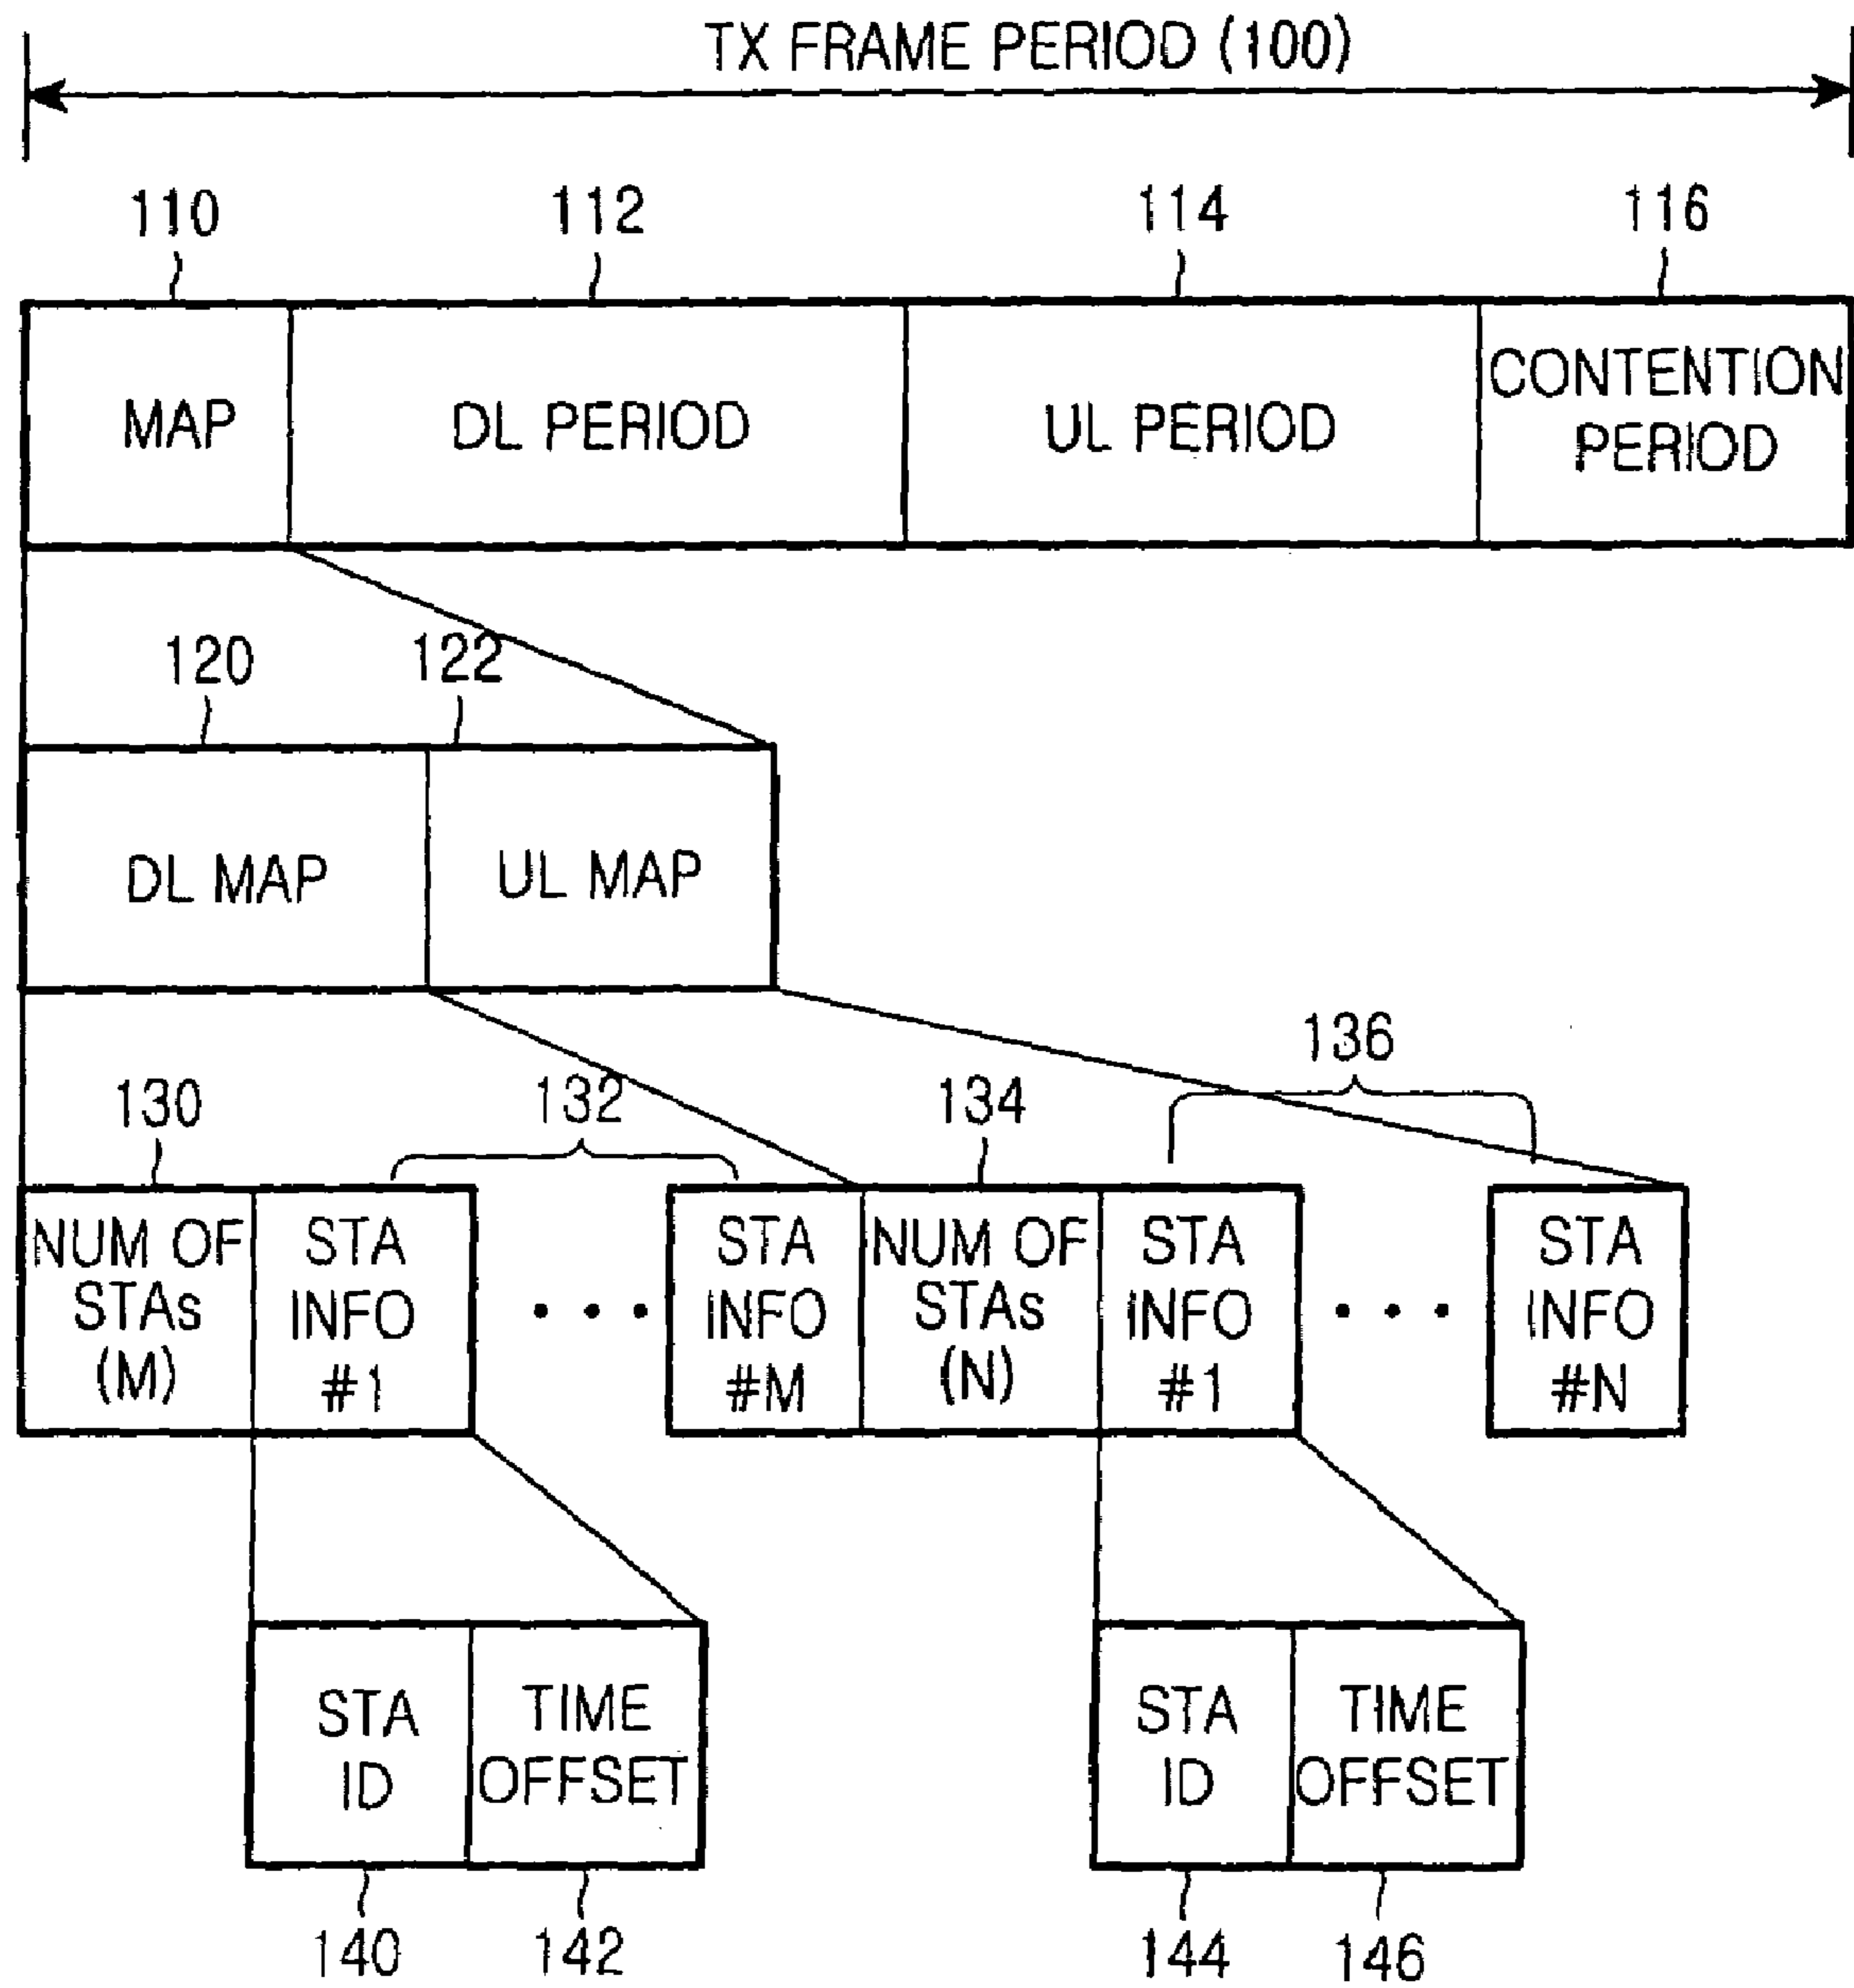 TX FRAME PERIOD (100)
110
112
114
116
MAP
DL PERIOD
UL PERIOD
CONTENTION
PERIOD
120
122
DL MAP
UL MAP
130
132
134
136
NUM OF
STAs
(M)
STA
INFO
#1
• • •
STA
INFO
#M
NUM OF
STAs
(N)
STA
INFO
#1
• • •
STA
INFO
#N
STA
ID
TIME
OFFSET
STA
ID
TIME
OFFSET
140
142
144
146